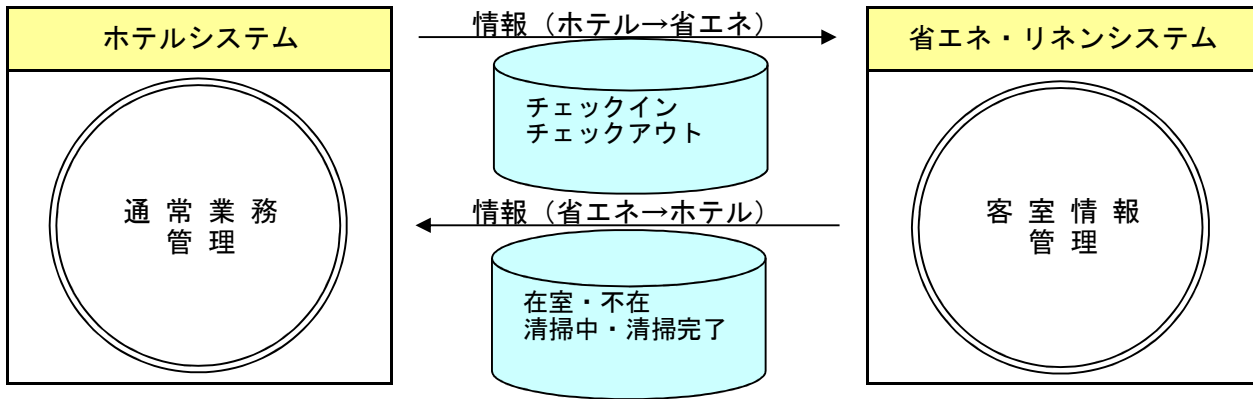 ホテルシステム
通常業務
管理
情報（ホテル→省エネ）
チェックイン
チェックアウト
情報（省エネ→ホテル）
在室・不在
清掃中・清掃完了
省エネ・リネンシステム
客室情報
管理